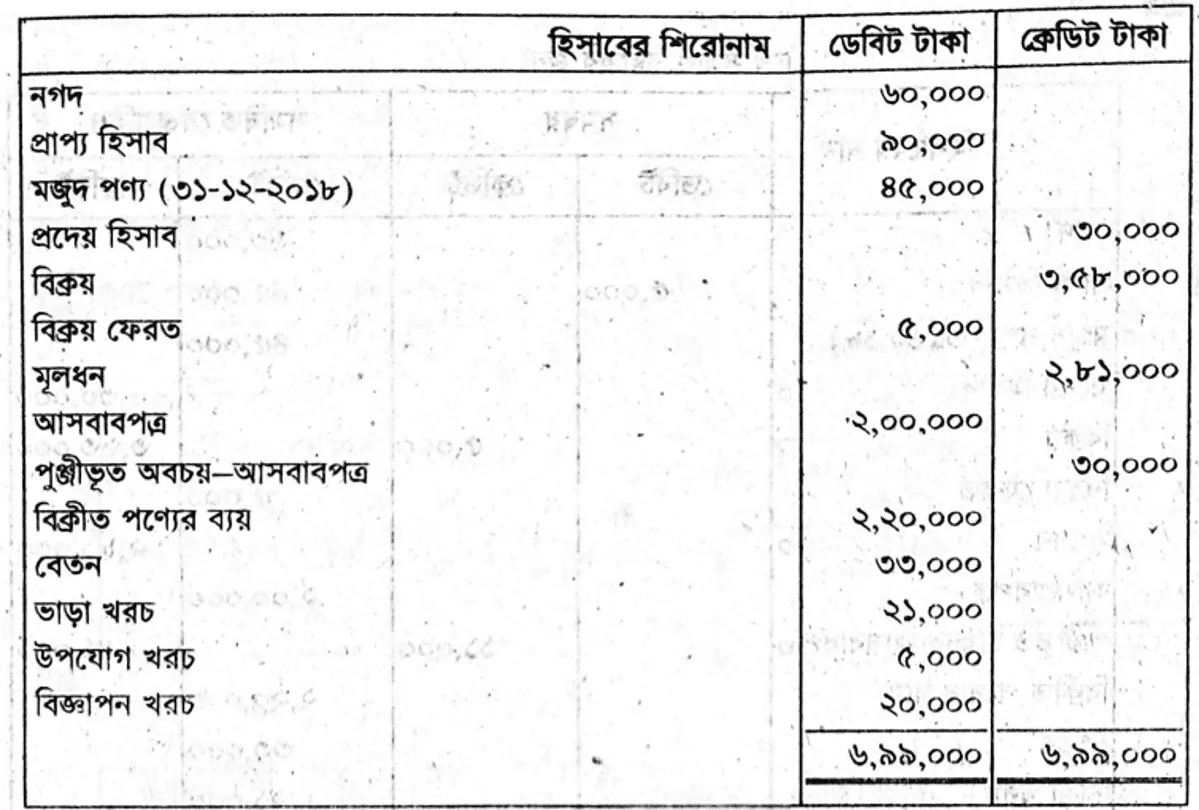 হিসাবের শিরোনাম ডেবিট টাকা ক্রেডিট টাকা
নগদ ৬০,০০০
প্রাপ্য হিসাব ৯০,০০০
মজুদ পণ্য (৩১-১২-২০১৮) ৪৫,০০০
প্রদেয় হিসাব ৩০,০০০
বিক্রয় ৩,৫৮,০০০
বিক্রয় ফেরত ৫,০০০
মূলধন ২,৮১,০০০
আসবাবপত্র ২,০০,০০০
পুঞ্জীভূত অবচয়–আসবাবপত্র ৩০,০০০
বিক্রীত পণ্যের ব্যয় ২,২০,০০০
বেতন ৩৩,০০০
ভাড়া খরচ ২১,০০০
উপযোগ খরচ ৫,০০০
বিজ্ঞাপন খরচ ২০,০০০
৬,৯৯,০০০ ৬,৯৯,০০০